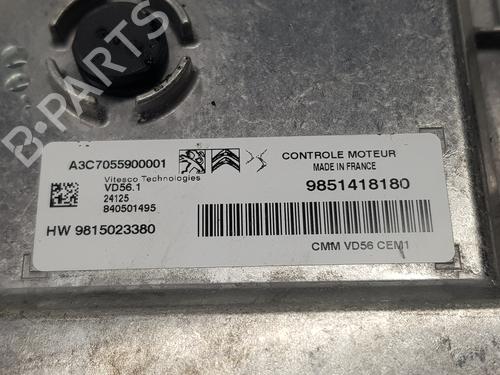 A3C7055900001
Vitesco Technologies
VD56.1
24125
840501495
HW 9815023380
CONTROLE MOTEUR
MADE IN FRANCE
9851418180
CMM VD56 CEM1
B-PARTS